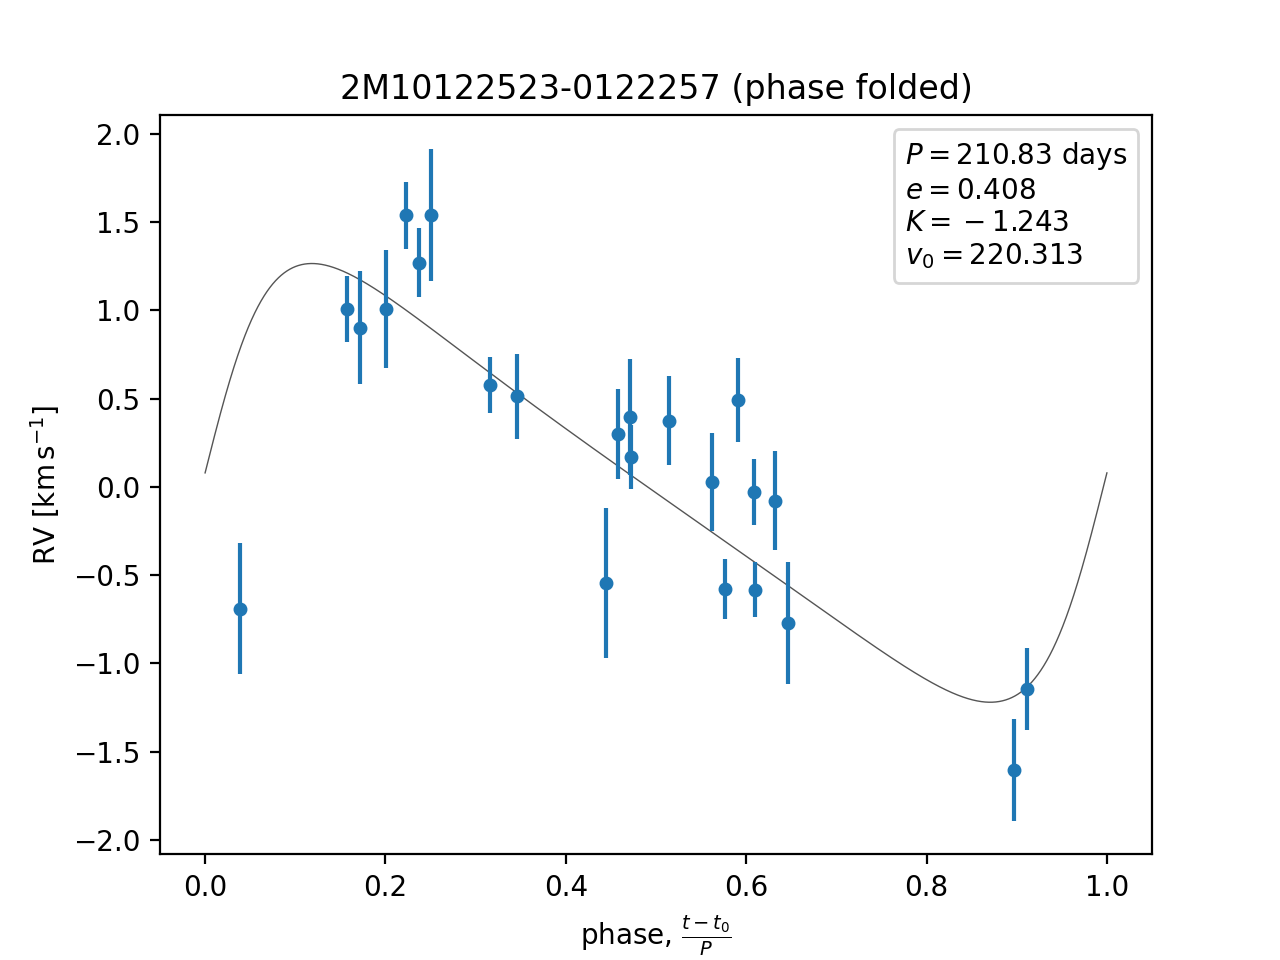 2M10122523-0122257 (phase folded)
P = 210.83 days
e = 0.408
K = −1.243
v₀ = 220.313
RV [km s⁻¹]
2.0
1.5
1.0
0.5
0.0
−0.5
−1.0
−1.5
−2.0
0.0 0.2 0.4 0.6 0.8 1.0
phase, (t − t₀)/P